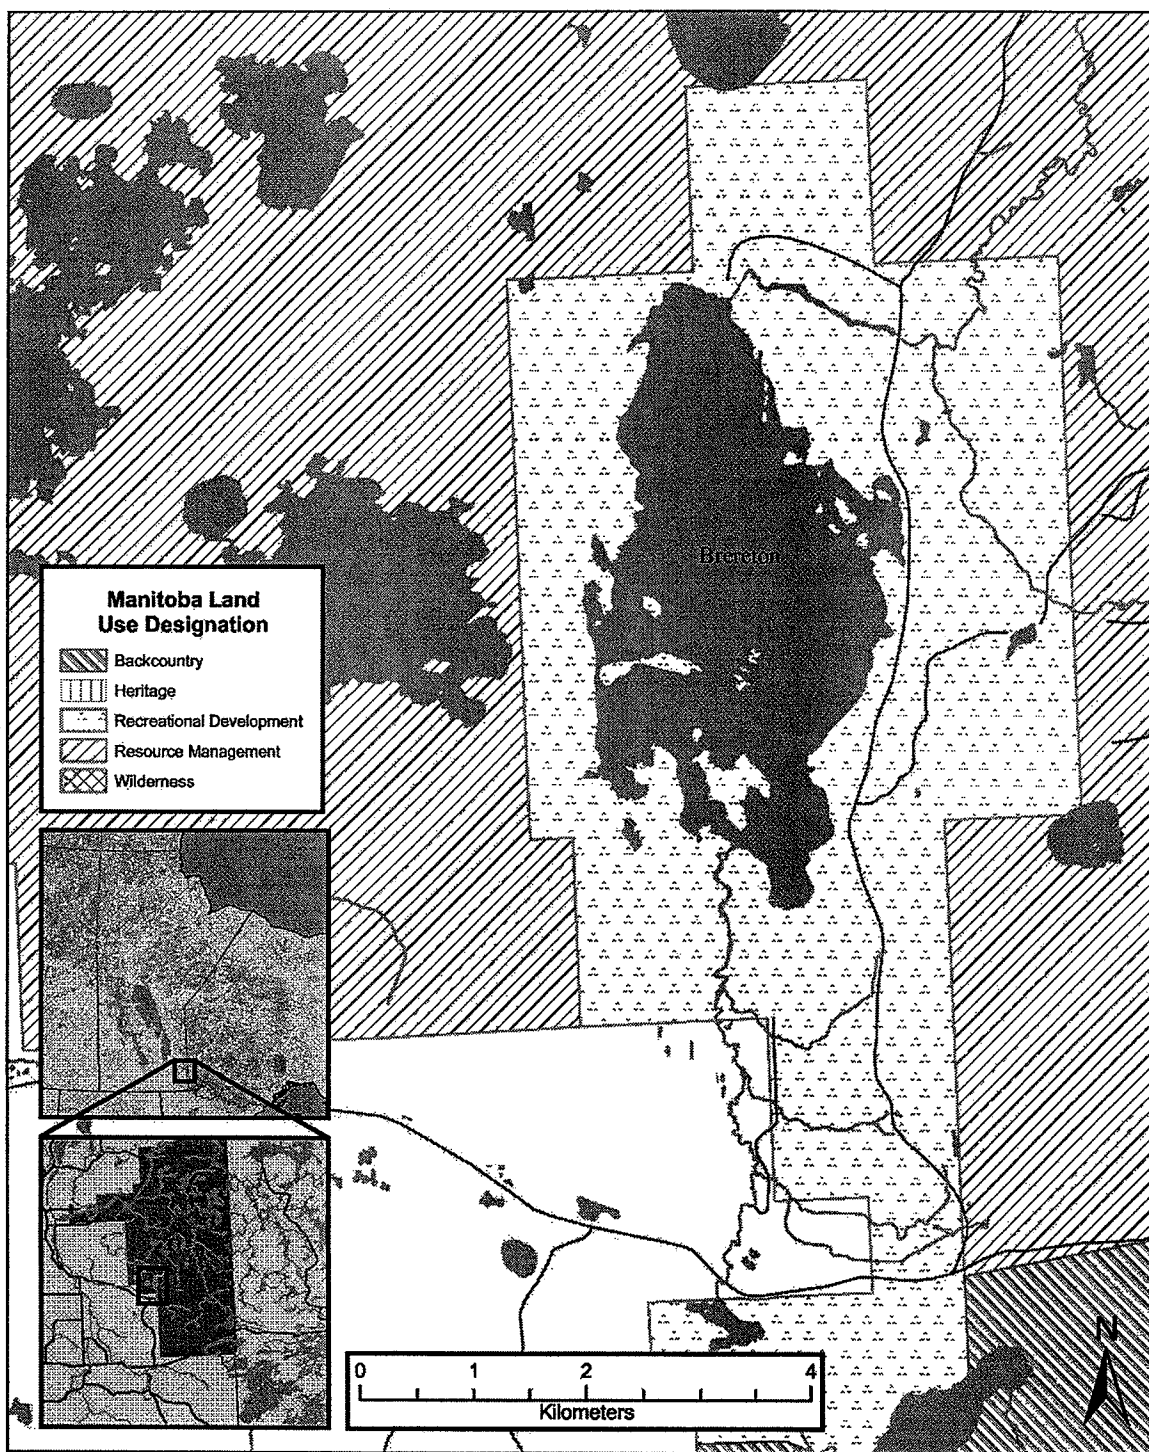 Brereton
Manitoba Land
Use Designation
Backcountry
Heritage
Recreational Development
Resource Management
Wilderness
N
0 1 2 4
Kilometers